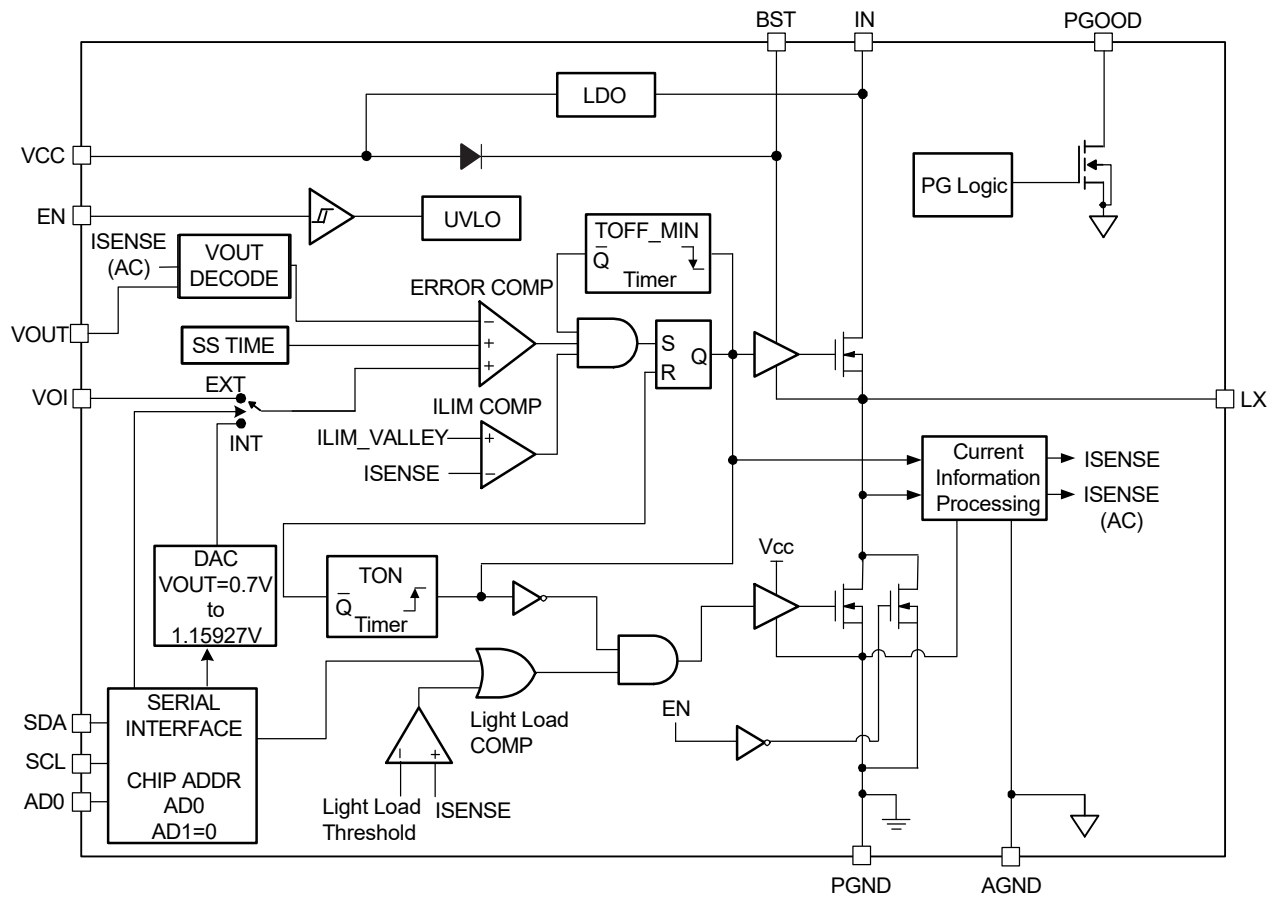 BST
IN
PGOOD
LDO
VCC
PG Logic
EN
UVLO
ISENSE
(AC)
VOUT
DECODE
TOFF_MIN
Q̅
Timer
ERROR COMP
VOUT
SS TIME
−
+
+
S
R
Q
VOI
EXT
INT
LX
ILIM COMP
ILIM_VALLEY
+
ISENSE
−
Current
Information
Processing
ISENSE
ISENSE
(AC)
DAC
VOUT=0.7V
to
1.15927V
TON
Q̅
Timer
Vcc
SERIAL
INTERFACE
CHIP ADDR
AD0
AD1=0
SDA
SCL
AD0
Light Load
COMP
−
+
Light Load
Threshold
ISENSE
EN
PGND
AGND